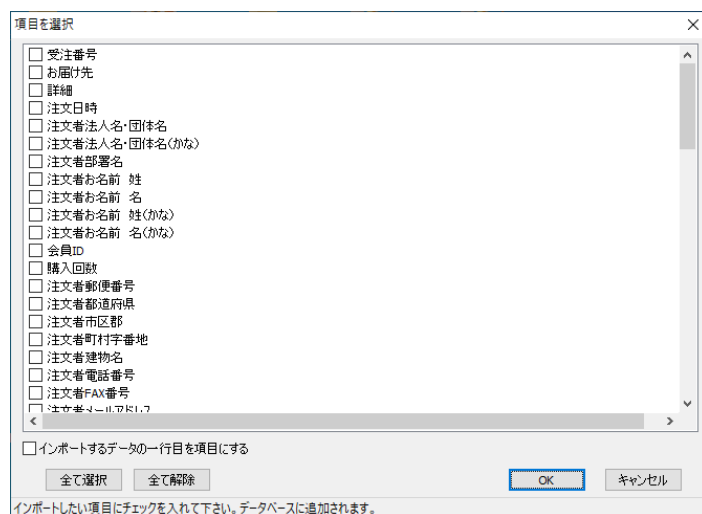 項目を選択
受注番号
お届け先
詳細
注文日時
注文者法人名・団体名
注文者法人名・団体名(かな)
注文者部署名
注文者お名前 姓
注文者お名前 名
注文者お名前 姓(かな)
注文者お名前 名(かな)
会員ID
購入回数
注文者郵便番号
注文者都道府県
注文者市区郡
注文者町村字番地
注文者建物名
注文者電話番号
注文者FAX番号
注文者メールアドレス
インポートするデータの一行目を項目にする
全て選択 全て解除 OK キャンセル
インポートしたい項目にチェックを入れて下さい。データベースに追加されます。